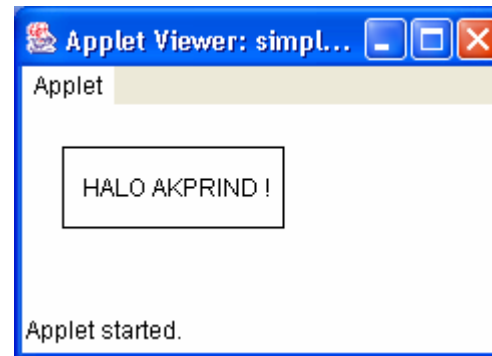 Applet Viewer: simpl...
Applet
HALO AKPRIND !
Applet started.